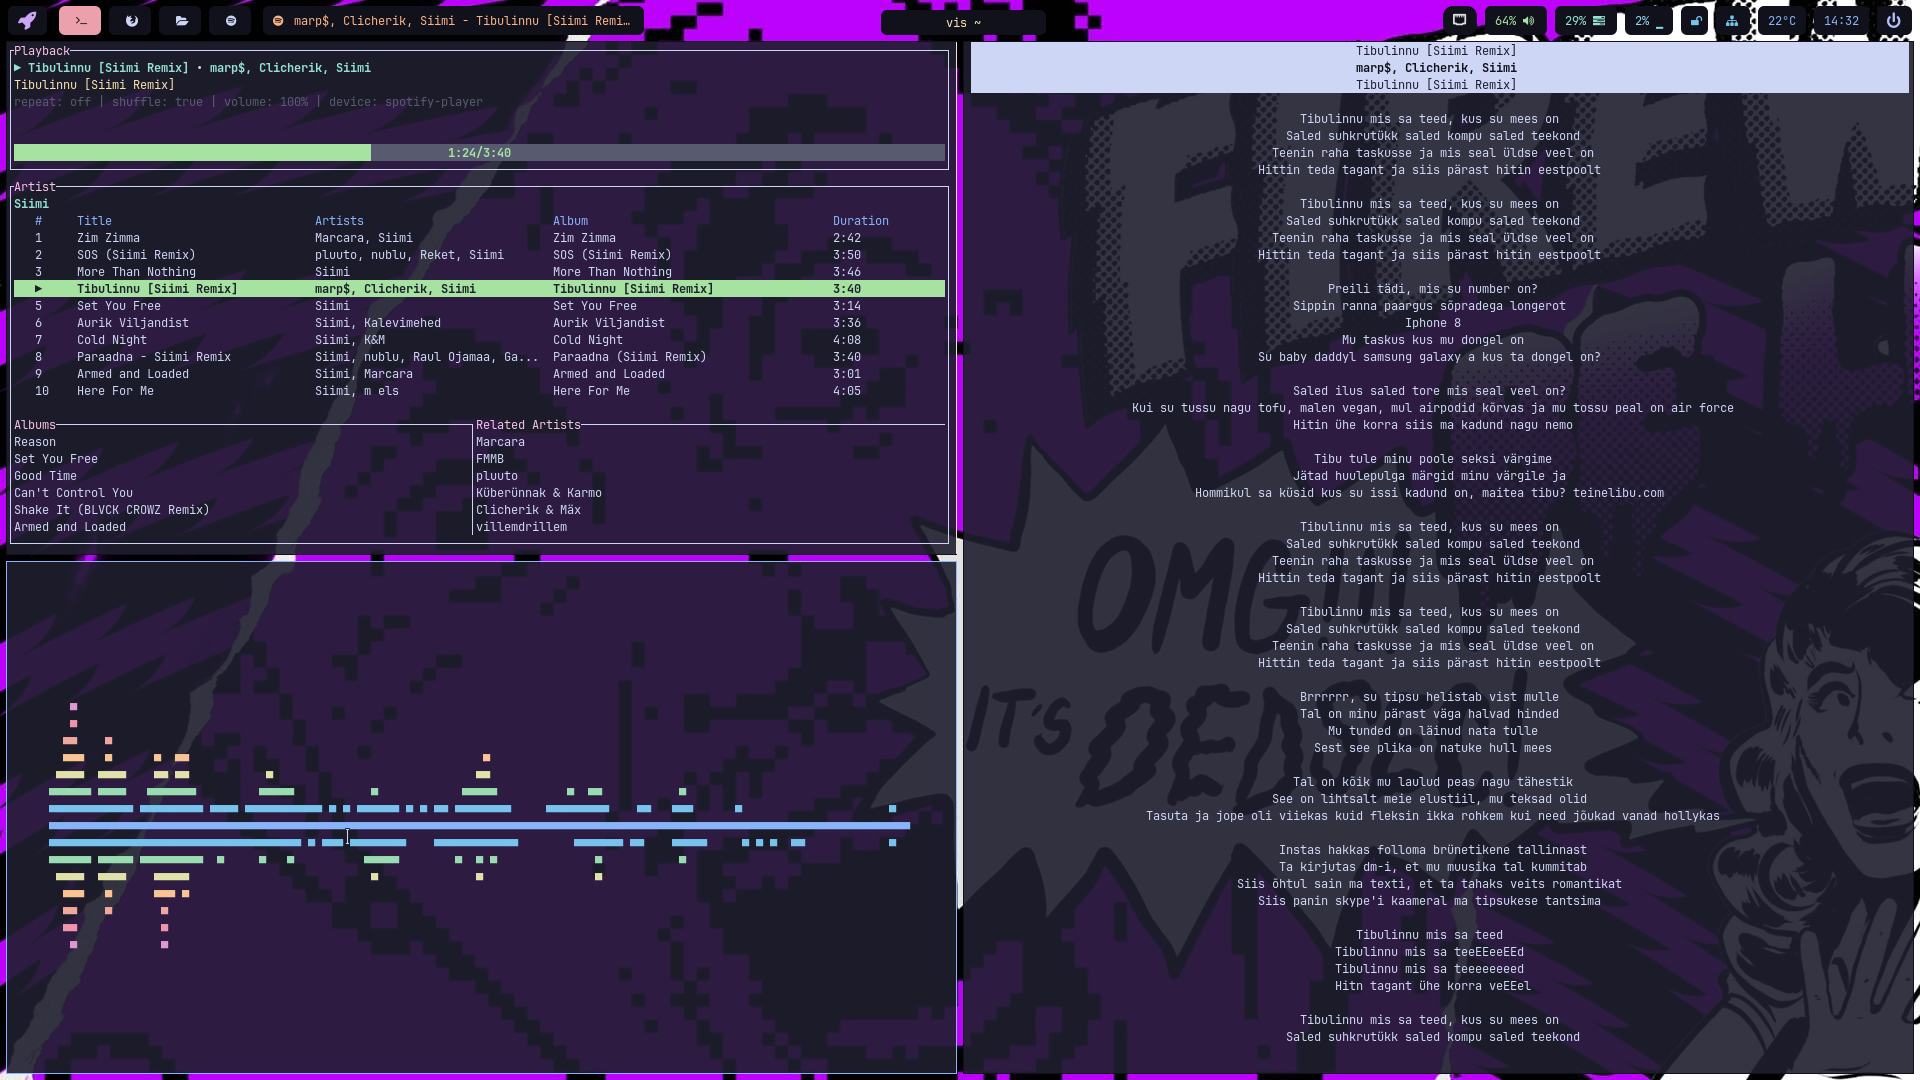 marp$, Clicherik, Siimi - Tibulinnu [Siimi Remi…
vis ~
64%
29%
2%
22°C
14:32
Playback
▶ Tibulinnu [Siimi Remix] • marp$, Clicherik, Siimi
Tibulinnu [Siimi Remix]
repeat: off | shuffle: true | volume: 100% | device: spotify-player
1:24/3:40
Artist
Siimi
# Title Artists Album Duration
1 Zim Zimma Marcara, Siimi Zim Zimma 2:42
2 SOS (Siimi Remix) pluuto, nublu, Reket, Siimi SOS (Siimi Remix) 3:50
3 More Than Nothing Siimi More Than Nothing 3:46
▶ Tibulinnu [Siimi Remix] marp$, Clicherik, Siimi Tibulinnu [Siimi Remix] 3:40
5 Set You Free Siimi Set You Free 3:14
6 Aurik Viljandist Siimi, Kalevimehed Aurik Viljandist 3:36
7 Cold Night Siimi, K&M Cold Night 4:08
8 Paraadna - Siimi Remix Siimi, nublu, Raul Ojamaa, Ga... Paraadna (Siimi Remix) 3:40
9 Armed and Loaded Siimi, Marcara Armed and Loaded 3:01
10 Here For Me Siimi, m els Here For Me 4:05
Albums
Reason
Set You Free
Good Time
Can't Control You
Shake It (BLVCK CROWZ Remix)
Armed and Loaded
Related Artists
Marcara
FMMB
pluuto
Küberünnak & Karmo
Clicherik & Mäx
villemdrillem
Tibulinnu [Siimi Remix]
marp$, Clicherik, Siimi
Tibulinnu [Siimi Remix]
Tibulinnu mis sa teed, kus su mees on
Saled suhkrutükk saled kompu saled teekond
Teenin raha taskusse ja mis seal üldse veel on
Hittin teda tagant ja siis pärast hitin eestpoolt
Tibulinnu mis sa teed, kus su mees on
Saled suhkrutükk saled kompu saled teekond
Teenin raha taskusse ja mis seal üldse veel on
Hittin teda tagant ja siis pärast hitin eestpoolt
Preili tädi, mis su number on?
Sippin ranna paargus sõpradega longerot
Iphone 8
Mu taskus kus mu dongel on
Su baby daddyl samsung galaxy a kus ta dongel on?
Saled ilus saled tore mis seal veel on?
Kui su tussu nagu tofu, malen vegan, mul airpodid kõrvas ja mu tossu peal on air force
Hitin ühe korra siis ma kadund nagu nemo
Tibu tule minu poole seksi värgime
Jätad huulepulga märgid minu värgile ja
Hommikul sa küsid kus su issi kadund on, maitea tibu? teinelibu.com
Tibulinnu mis sa teed, kus su mees on
Saled suhkrutükk saled kompu saled teekond
Teenin raha taskusse ja mis seal üldse veel on
Hittin teda tagant ja siis pärast hitin eestpoolt
Tibulinnu mis sa teed, kus su mees on
Saled suhkrutükk saled kompu saled teekond
Teenin raha taskusse ja mis seal üldse veel on
Hittin teda tagant ja siis pärast hitin eestpoolt
Brrrrrr, su tipsu helistab vist mulle
Tal on minu pärast väga halvad hinded
Mu tunded on läinud nata tulle
Sest see plika on natuke hull mees
Tal on kõik mu laulud peas nagu tähestik
See on lihtsalt meie elustiil, mu teksad olid
Tasuta ja jope oli viiekas kuid fleksin ikka rohkem kui need jõukad vanad hollykas
Instas hakkas folloma brünetikene tallinnast
Ta kirjutas dm-i, et mu muusika tal kummitab
Siis õhtul sain ma texti, et ta tahaks veits romantikat
Siis panin skype'i kaameral ma tipsukese tantsima
Tibulinnu mis sa teed
Tibulinnu mis sa teeEEeeEEd
Tibulinnu mis sa teeeeeeeed
Hitn tagant ühe korra veEEel
Tibulinnu mis sa teed, kus su mees on
Saled suhkrutükk saled kompu saled teekond
OMG!!!
IT'S